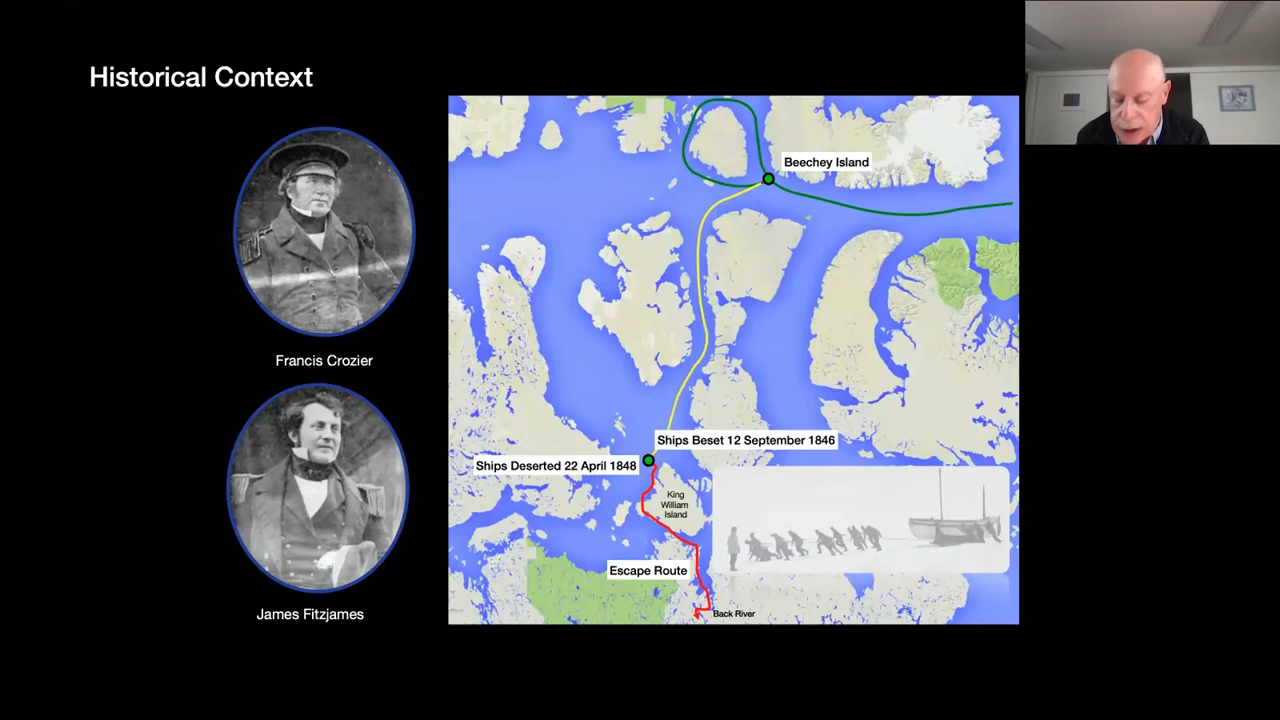 Historical Context
Beechey Island
Francis Crozier
Ships Beset 12 September 1846
Ships Deserted 22 April 1848
King
William
Island
Escape Route
Back River
James Fitzjames